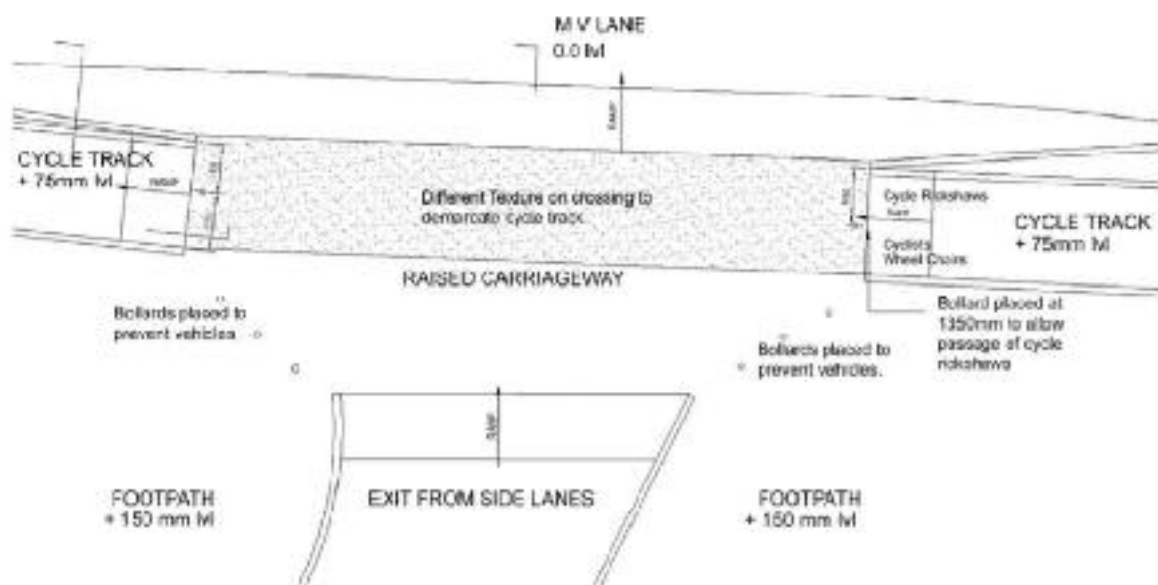 M V LANE
0.0 lvl
RAMP
CYCLE TRACK
+ 75mm lvl
RAMP
Different Texture on crossing to
demarcate cycle track
Cycle Rickshaws
Cyclists
Wheel Chairs
CYCLE TRACK
+ 75mm lvl
RAISED CARRIAGEWAY
Bollards placed to
prevent vehicles
Bollards placed to
prevent vehicles.
Bollard placed at
1350mm to allow
passage of cycle
rickshaws
RAMP
FOOTPATH
+ 150 mm lvl
EXIT FROM SIDE LANES
FOOTPATH
+ 150 mm lvl